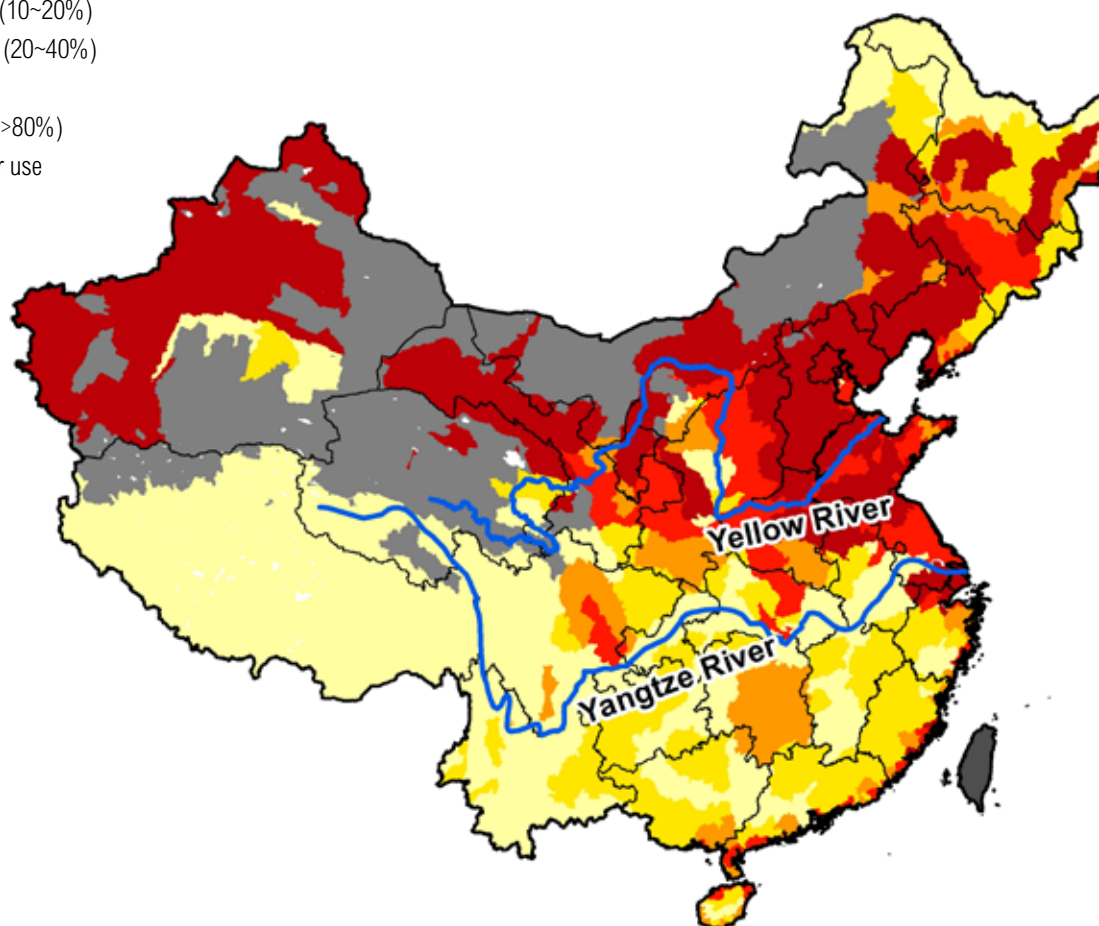 (10~20%)
(20~40%)
>80%)
r use
Yellow River
Yangtze River